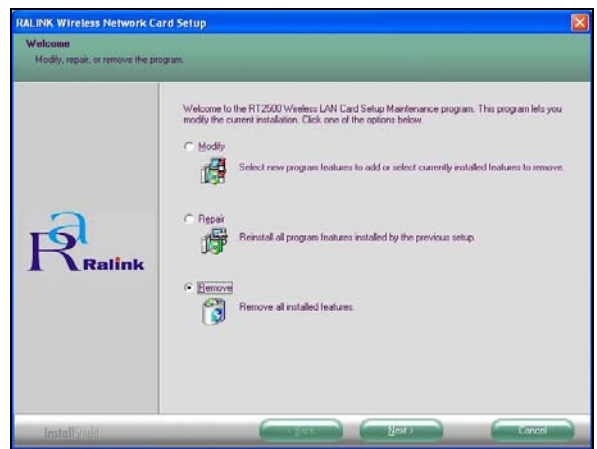 RALINK Wireless Network Card Setup
Welcome
Modify, repair, or remove the program.
Welcome to the RT2500 Wireless LAN Card Setup Maintenance program. This program lets you
modify the current installation. Click one of the options below.
Modify
Select new program features to add or select currently installed features to remove.
Repair
Reinstall all program features installed by the previous setup.
Ra
Ralink
Remove
Remove all installed features.
InstallShield
< Back
Next >
Cancel